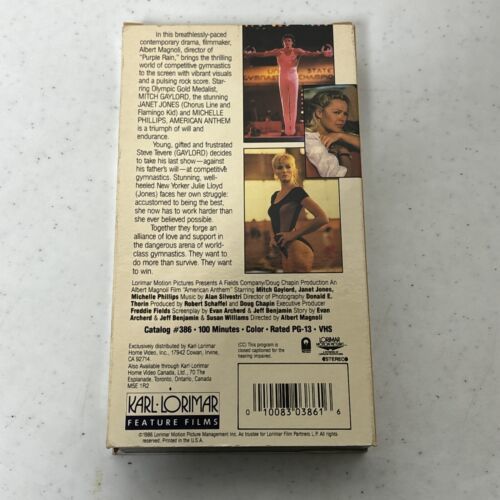 In this breathlessly-paced
contemporary drama, filmmaker,
Albert Magnoli, director of
"Purple Rain," brings the thrilling
world of competitive gymnastics
to the screen with vibrant visuals
and a pulsing rock score. Star-
ring Olympic Gold Medalist,
MITCH GAYLORD, the stunning
JANET JONES (Chorus Line and
Flamingo Kid) and MICHELLE
PHILLIPS, AMERICAN ANTHEM
is a triumph of will and
endurance.
Young, gifted and frustrated
Steve Tevere (GAYLORD) decides
to take his last show—against
his father's will—at competitive
gymnastics. Stunning, well-
heeled New Yorker Julie Lloyd
(Jones) faces her own struggle:
accustomed to being the best,
she now has to work harder than
she ever believed possible.
Together they forge an
alliance of love and support in
the dangerous arena of world-
class gymnastics. They want to
do more than survive. They want
to win.
Lorimar Motion Pictures Presents A Fields Company/Doug Chapin Production An
Albert Magnoli Film "American Anthem" Starring Mitch Gaylord, Janet Jones,
Michelle Phillips Music by Alan Silvestri Director of Photography Donald E.
Thorin Produced by Robert Schaffel and Doug Chapin Executive Producer
Freddie Fields Screenplay by Evan Archerd & Jeff Benjamin Story by Evan
Archerd & Jeff Benjamin & Susan Williams Directed by Albert Magnoli
Catalog #386 • 100 Minutes • Color • Rated PG-13 • VHS
Exclusively distributed by Karl Lorimar
Home Video, Inc., 17942 Cowan, Irvine,
CA 92714.
Also Available through Karl Lorimar
Home Video Canada, Ltd., 70 The
Esplanade, Toronto, Ontario, Canada
M5E 1R2
(CC) This program is
closed captioned for the
hearing impaired.
LORIMAR
MOTION PICTURES
STEREO
KARL·LORIMAR
FEATURE FILMS
0 10083 03861 6
©1986 Lorimar Motion Picture Management Inc. As trustee for Lorimar Film Partners L.P. All rights
reserved. Printed in the U.S.A.